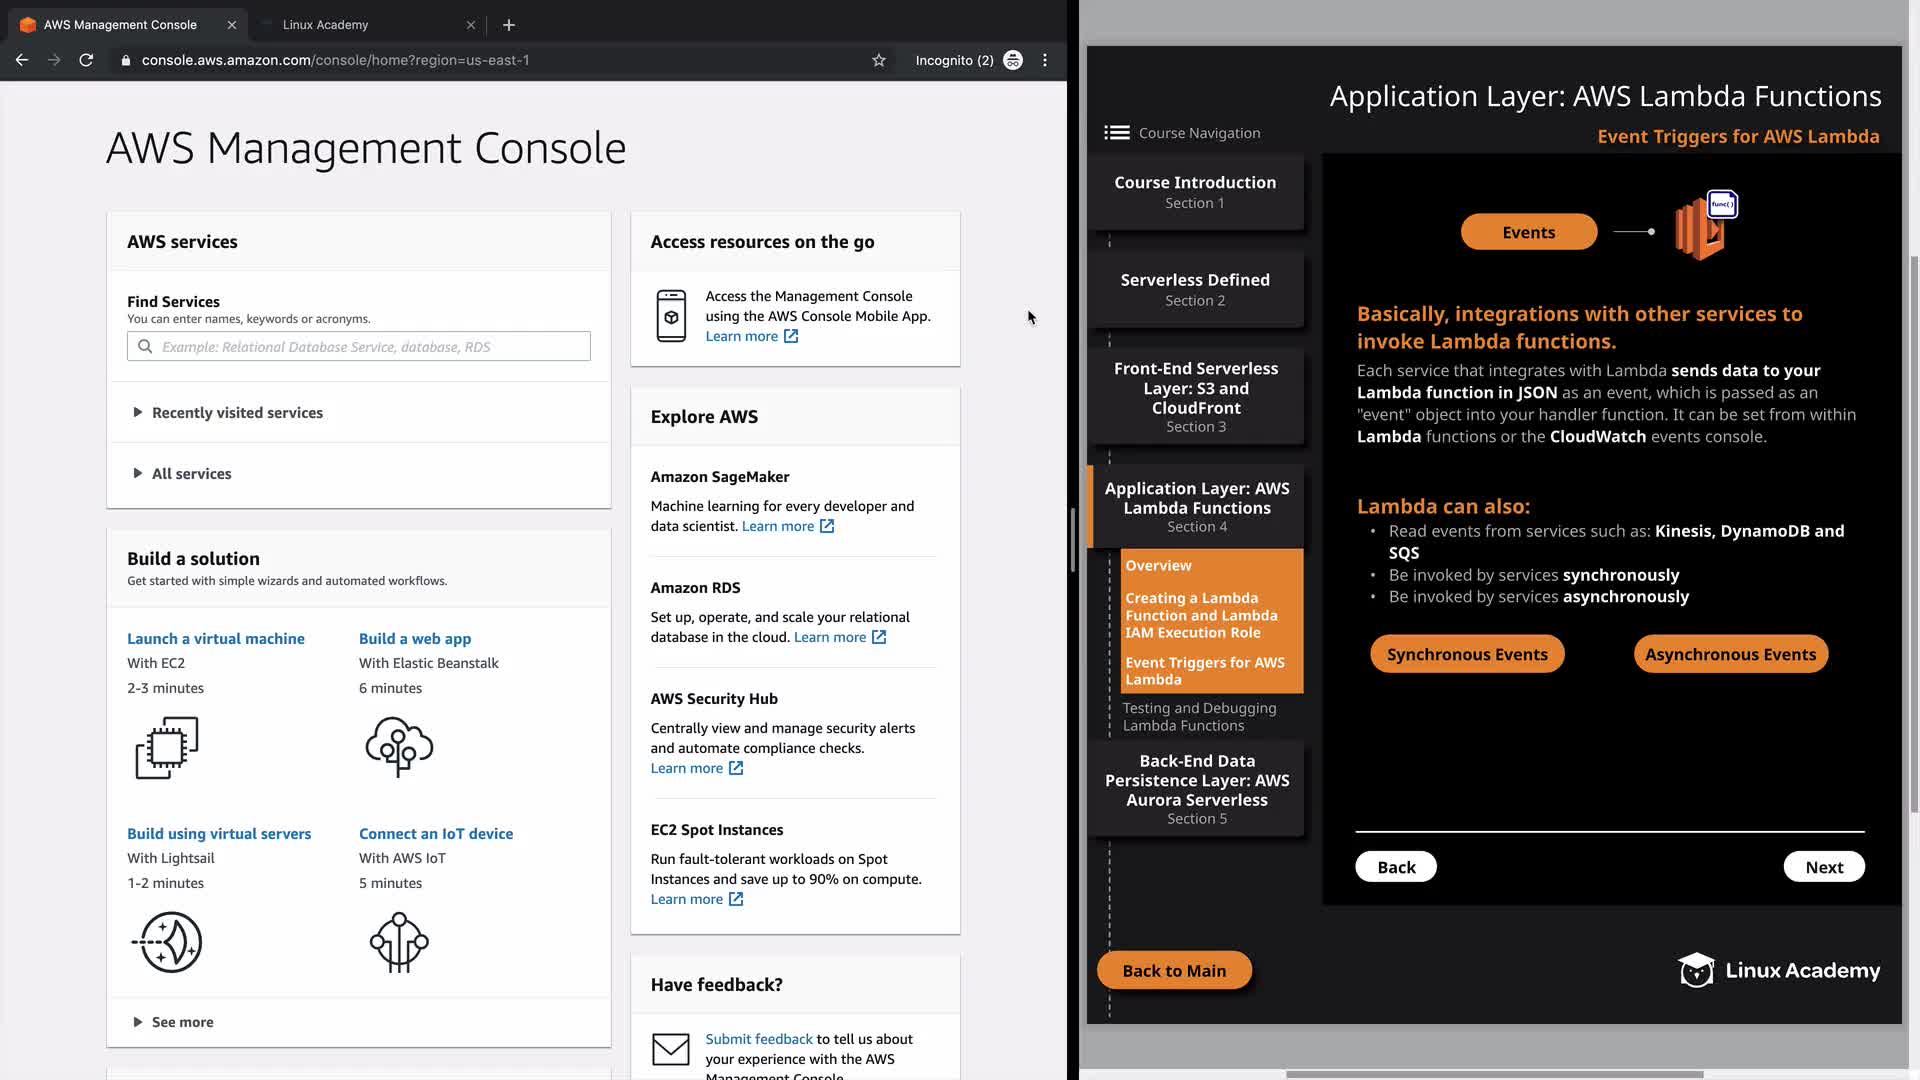 AWS Management Console
Linux Academy
console.aws.amazon.com/console/home?region=us-east-1
Incognito (2)
AWS Management Console
AWS services
Find Services
You can enter names, keywords or acronyms.
Example: Relational Database Service, database, RDS
Recently visited services
All services
Build a solution
Get started with simple wizards and automated workflows.
Launch a virtual machine
With EC2
2-3 minutes
Build a web app
With Elastic Beanstalk
6 minutes
Build using virtual servers
With Lightsail
1-2 minutes
Connect an IoT device
With AWS IoT
5 minutes
See more
Access resources on the go
Access the Management Console
using the AWS Console Mobile App.
Learn more
Explore AWS
Amazon SageMaker
Machine learning for every developer and
data scientist. Learn more
Amazon RDS
Set up, operate, and scale your relational
database in the cloud. Learn more
AWS Security Hub
Centrally view and manage security alerts
and automate compliance checks.
Learn more
EC2 Spot Instances
Run fault-tolerant workloads on Spot
Instances and save up to 90% on compute.
Learn more
Have feedback?
Submit feedback to tell us about
your experience with the AWS
Management Console.
Application Layer: AWS Lambda Functions
Event Triggers for AWS Lambda
Course Navigation
Course Introduction
Section 1
Serverless Defined
Section 2
Front-End Serverless
Layer: S3 and
CloudFront
Section 3
Application Layer: AWS
Lambda Functions
Section 4
Overview
Creating a Lambda
Function and Lambda
IAM Execution Role
Event Triggers for AWS
Lambda
Testing and Debugging
Lambda Functions
Back-End Data
Persistence Layer: AWS
Aurora Serverless
Section 5
Back to Main
Events
func()
Basically, integrations with other services to
invoke Lambda functions.
Each service that integrates with Lambda sends data to your
Lambda function in JSON as an event, which is passed as an
"event" object into your handler function. It can be set from within
Lambda functions or the CloudWatch events console.
Lambda can also:
• Read events from services such as: Kinesis, DynamoDB and
SQS
• Be invoked by services synchronously
• Be invoked by services asynchronously
Synchronous Events
Asynchronous Events
Back
Next
Linux Academy